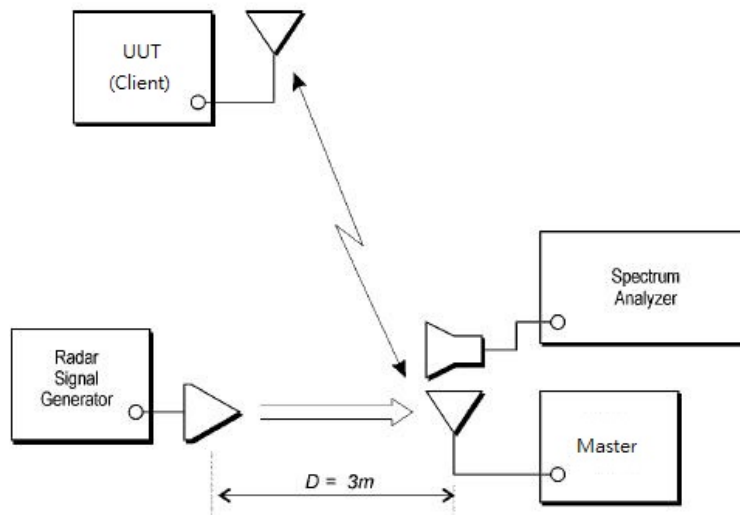 UUT
(Client)
Spectrum
Analyzer
Radar
Signal
Generator
Master
D = 3m